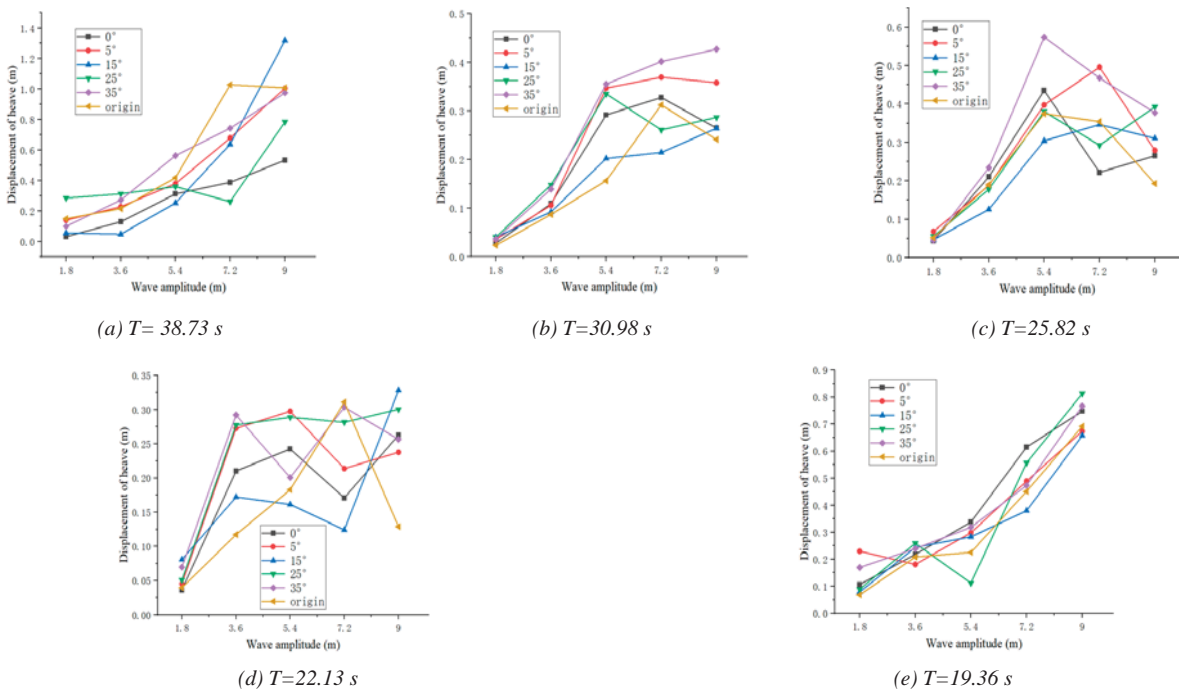 Displacement of heave (m)
1.4
1.2
1.0
0.8
0.6
0.4
0.2
0.0
0°
5°
15°
25°
35°
origin
1.8 3.6 5.4 7.2 9
Wave amplitude (m)
(a) T= 38.73 s
Displacement of heave (m)
0.5
0.4
0.3
0.2
0.1
0.0
0°
5°
15°
25°
35°
origin
1.8 3.6 5.4 7.2 9
Wave amplitude (m)
(b) T=30.98 s
Displacement of heave (m)
0.6
0.5
0.4
0.3
0.2
0.1
0.0
0°
5°
15°
25°
35°
origin
1.8 3.6 5.4 7.2 9
Wave amplitude (m)
(c) T=25.82 s
Displacement of heave (m)
0.35
0.30
0.25
0.20
0.15
0.10
0.05
0.00
0°
5°
15°
25°
35°
origin
1.8 3.6 5.4 7.2 9
Wave amplitude (m)
(d) T=22.13 s
Displacement of heave (m)
0.9
0.8
0.7
0.6
0.5
0.4
0.3
0.2
0.1
0.0
0°
5°
15°
25°
35°
origin
1.8 3.6 5.4 7.2 9
Wave amplitude (m)
(e) T=19.36 s